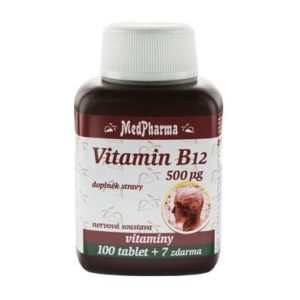 MedPharma
Vitamin B12
500 µg
doplněk stravy
nervová soustava
vitaminy
100 tablet + 7 zdarma